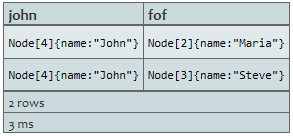 john fof
Node[4]{name:"John"} Node[2]{name:"Maria"}
Node[4]{name:"John"} Node[3]{name:"Steve"}
2 rows
3 ms